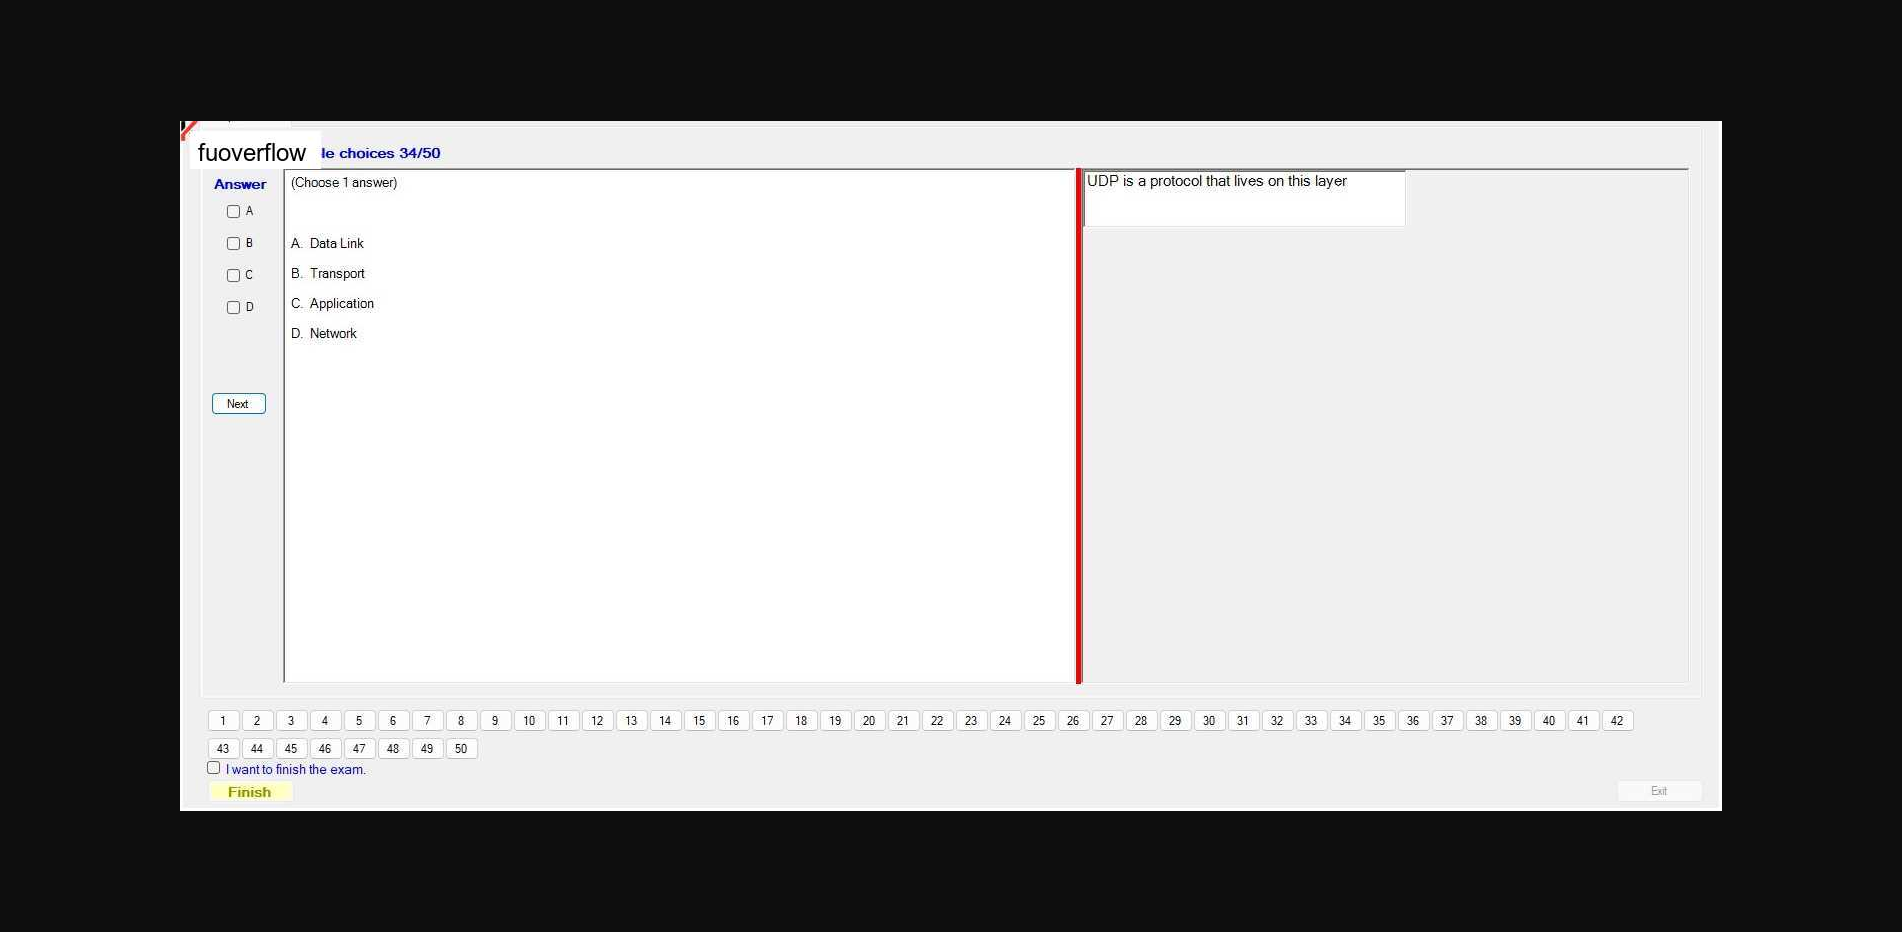 fuoverflow le choices 34/50
Answer
A
B
C
D
Next
(Choose 1 answer)
A. Data Link
B. Transport
C. Application
D. Network
UDP is a protocol that lives on this layer
1 2 3 4 5 6 7 8 9 10 11 12 13 14 15 16 17 18 19 20 21 22 23 24 25 26 27 28 29 30 31 32 33 34 35 36 37 38 39 40 41 42
43 44 45 46 47 48 49 50
I want to finish the exam.
Finish
Exit